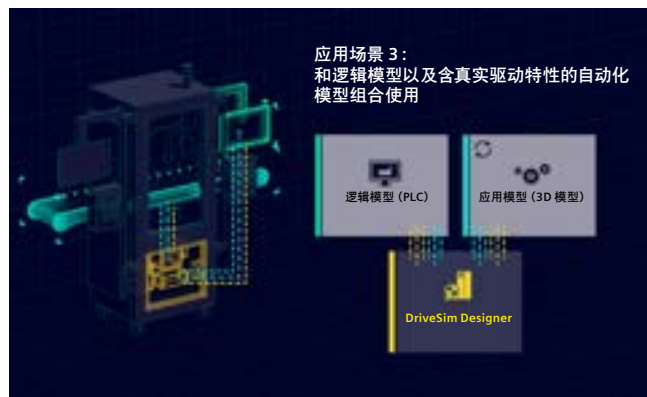 应用场景 3：
和逻辑模型以及含真实驱动特性的自动化
模型组合使用
逻辑模型（PLC）
应用模型（3D 模型）
DriveSim Designer